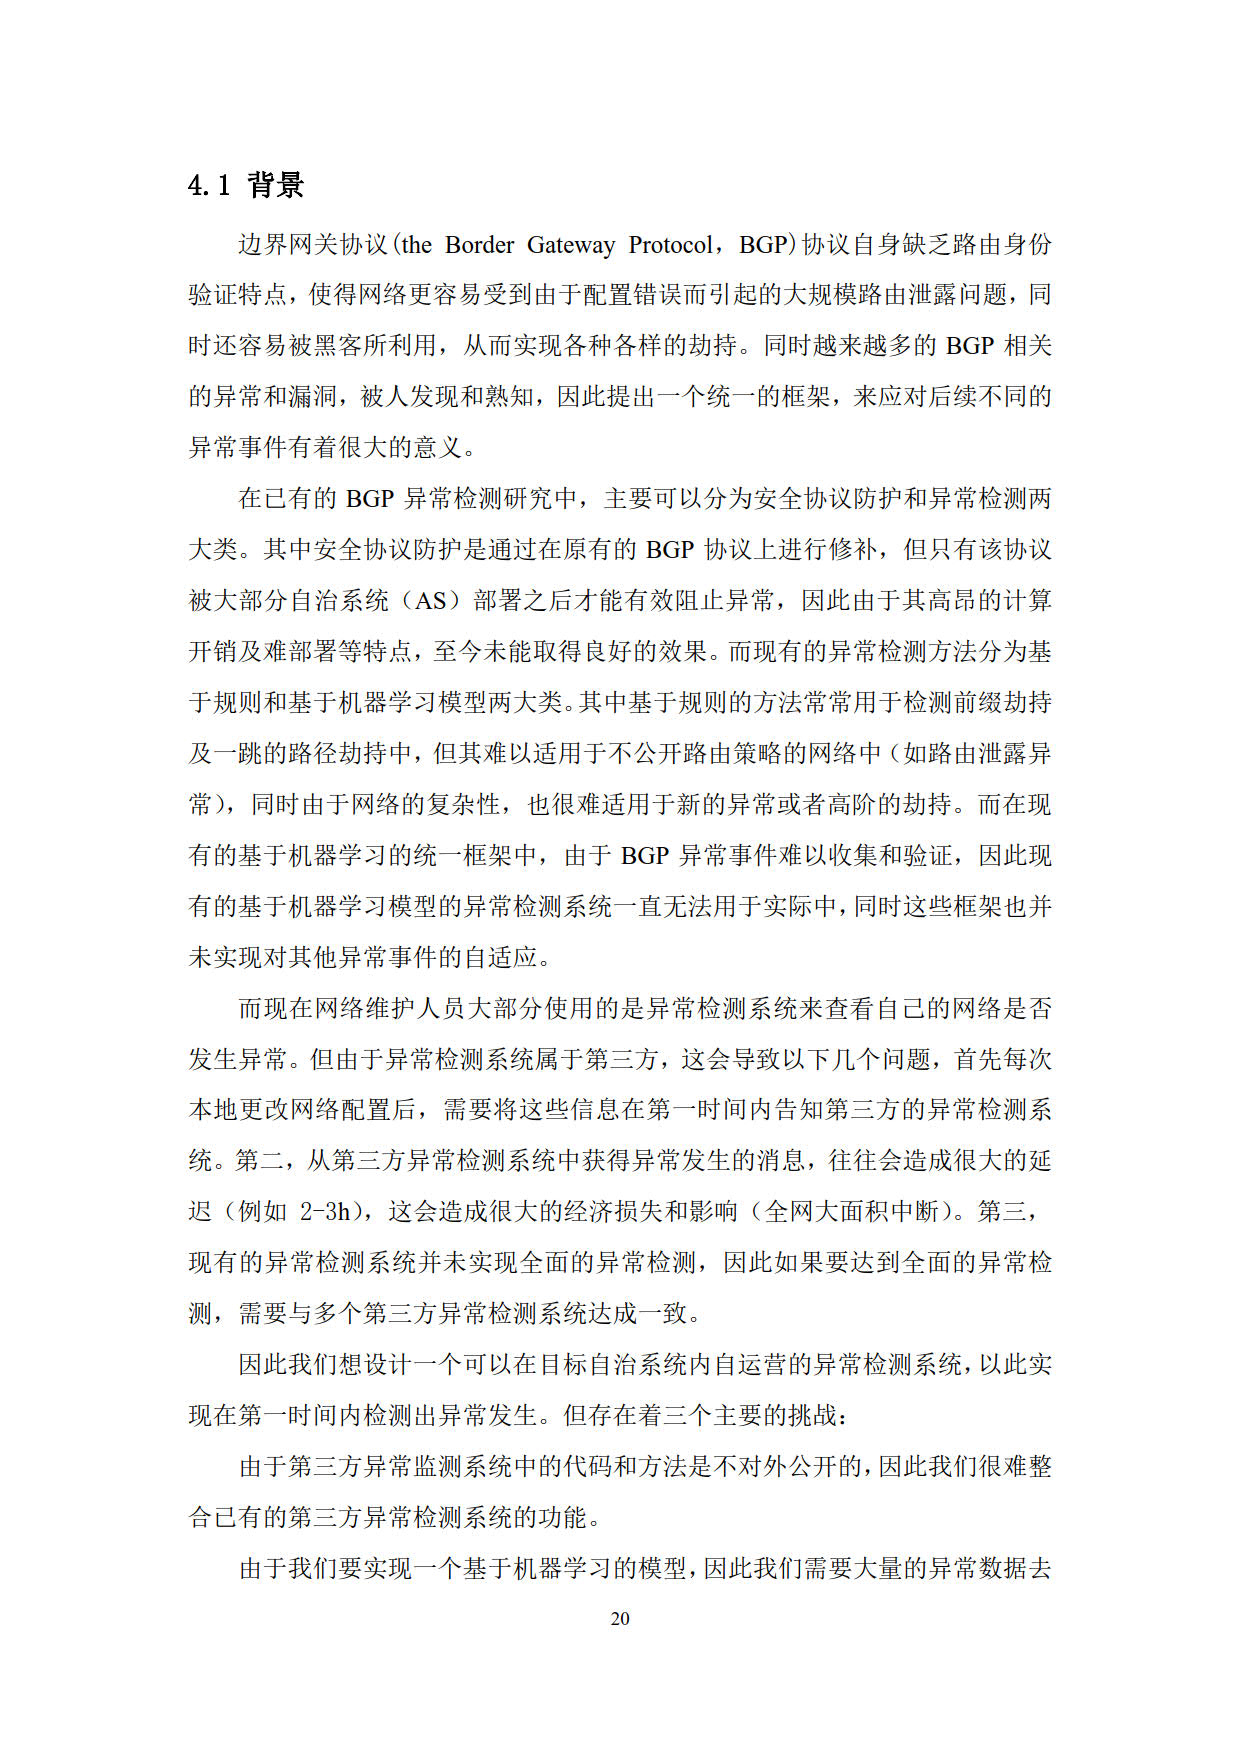 4.1 背景
边界网关协议(the Border Gateway Protocol，BGP)协议自身缺乏路由身份
验证特点，使得网络更容易受到由于配置错误而引起的大规模路由泄露问题，同
时还容易被黑客所利用，从而实现各种各样的劫持。同时越来越多的 BGP 相关
的异常和漏洞，被人发现和熟知，因此提出一个统一的框架，来应对后续不同的
异常事件有着很大的意义。
在已有的 BGP 异常检测研究中，主要可以分为安全协议防护和异常检测两
大类。其中安全协议防护是通过在原有的 BGP 协议上进行修补，但只有该协议
被大部分自治系统（AS）部署之后才能有效阻止异常，因此由于其高昂的计算
开销及难部署等特点，至今未能取得良好的效果。而现有的异常检测方法分为基
于规则和基于机器学习模型两大类。其中基于规则的方法常常用于检测前缀劫持
及一跳的路径劫持中，但其难以适用于不公开路由策略的网络中（如路由泄露异
常），同时由于网络的复杂性，也很难适用于新的异常或者高阶的劫持。而在现
有的基于机器学习的统一框架中，由于 BGP 异常事件难以收集和验证，因此现
有的基于机器学习模型的异常检测系统一直无法用于实际中，同时这些框架也并
未实现对其他异常事件的自适应。
而现在网络维护人员大部分使用的是异常检测系统来查看自己的网络是否
发生异常。但由于异常检测系统属于第三方，这会导致以下几个问题，首先每次
本地更改网络配置后，需要将这些信息在第一时间内告知第三方的异常检测系
统。第二，从第三方异常检测系统中获得异常发生的消息，往往会造成很大的延
迟（例如 2-3h），这会造成很大的经济损失和影响（全网大面积中断）。第三，
现有的异常检测系统并未实现全面的异常检测，因此如果要达到全面的异常检
测，需要与多个第三方异常检测系统达成一致。
因此我们想设计一个可以在目标自治系统内自运营的异常检测系统，以此实
现在第一时间内检测出异常发生。但存在着三个主要的挑战：
由于第三方异常监测系统中的代码和方法是不对外公开的，因此我们很难整
合已有的第三方异常检测系统的功能。
由于我们要实现一个基于机器学习的模型，因此我们需要大量的异常数据去
20